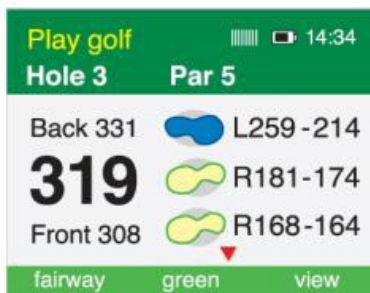 Play golf 14:34
Hole 3 Par 5
Back 331 L259-214
319 R181-174
Front 308 R168-164
fairway green view